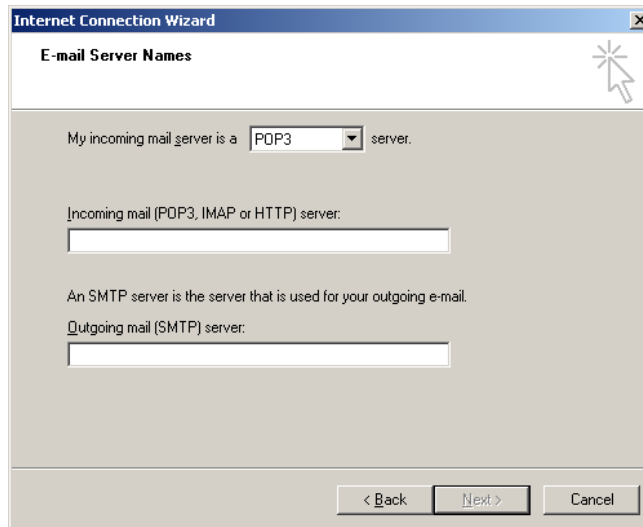 Internet Connection Wizard
E-mail Server Names
My incoming mail server is a POP3 server.
Incoming mail (POP3, IMAP or HTTP) server:
An SMTP server is the server that is used for your outgoing e-mail.
Outgoing mail (SMTP) server:
< Back Next > Cancel